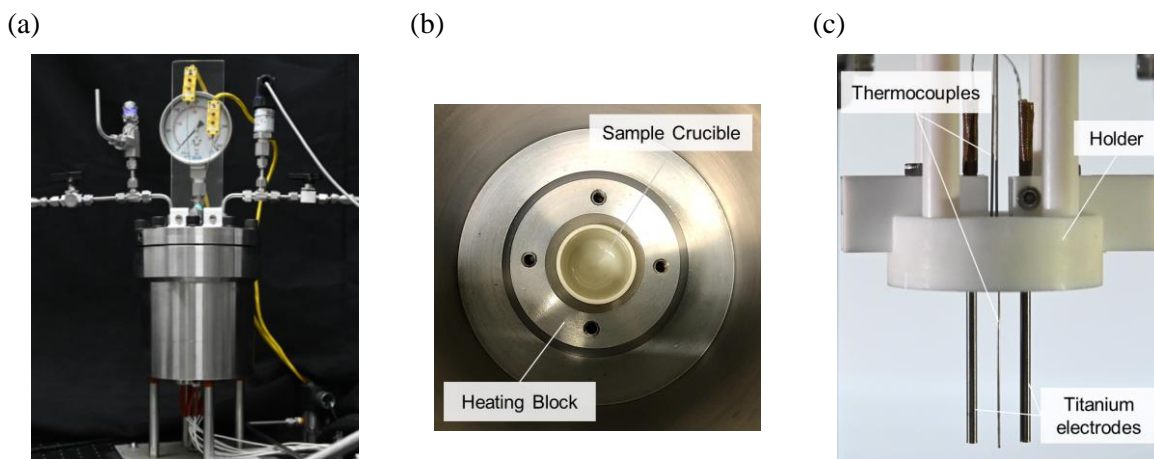 (a)
(b)
(c)
Sample Crucible
Heating Block
Thermocouples
Holder
Titanium
electrodes